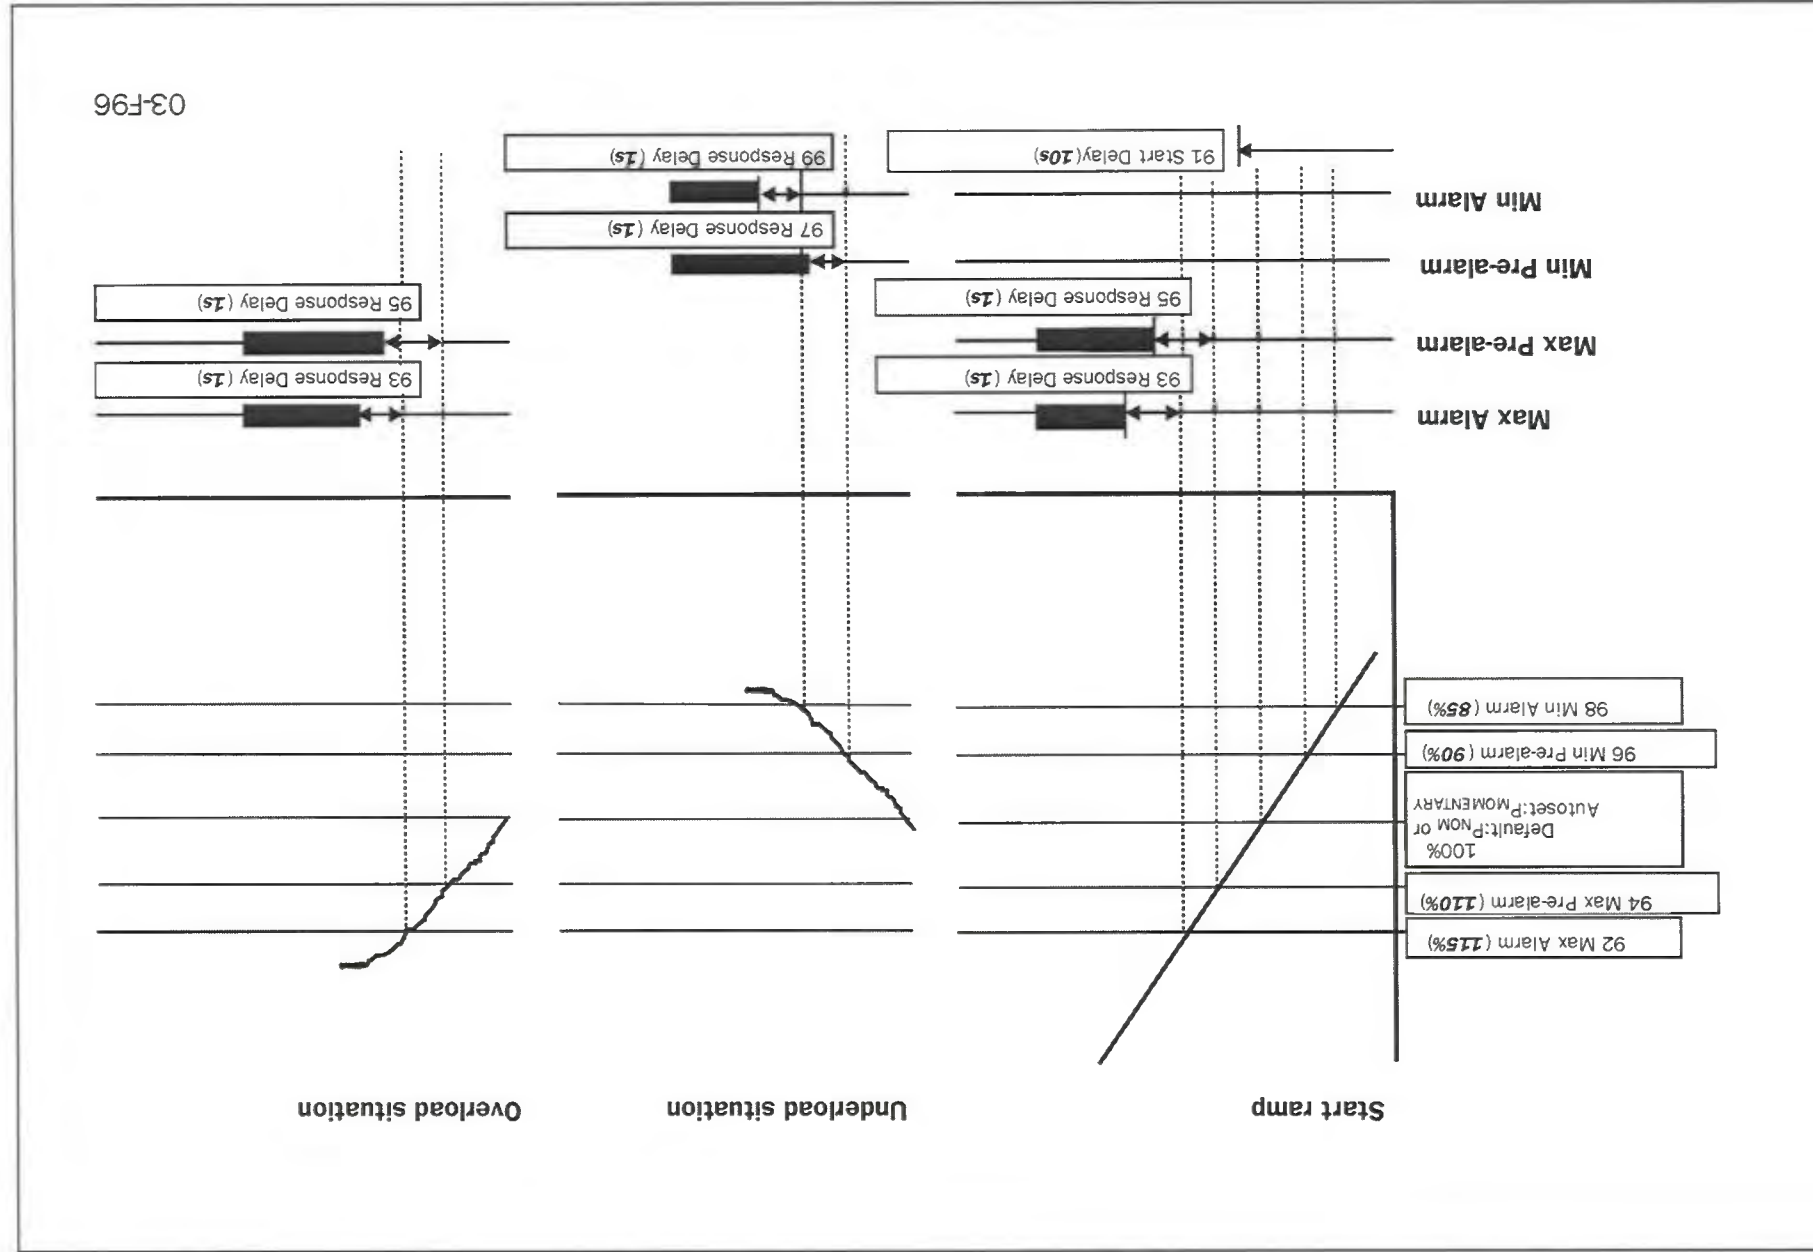 Start ramp
Underload situation
Overload situation
92 Max Alarm (115%)
94 Max Pre-alarm (110%)
100%
Default:PNOM or
Autoset:PMOMENTARY
96 Min Pre-alarm (90%)
98 Min Alarm (85%)
Max Alarm
93 Response Delay (1s)
93 Response Delay (1s)
Max Pre-alarm
95 Response Delay (1s)
95 Response Delay (1s)
Min Pre-alarm
97 Response Delay (1s)
Min Alarm
99 Response Delay (1s)
91 Start Delay(10s)
03-F96